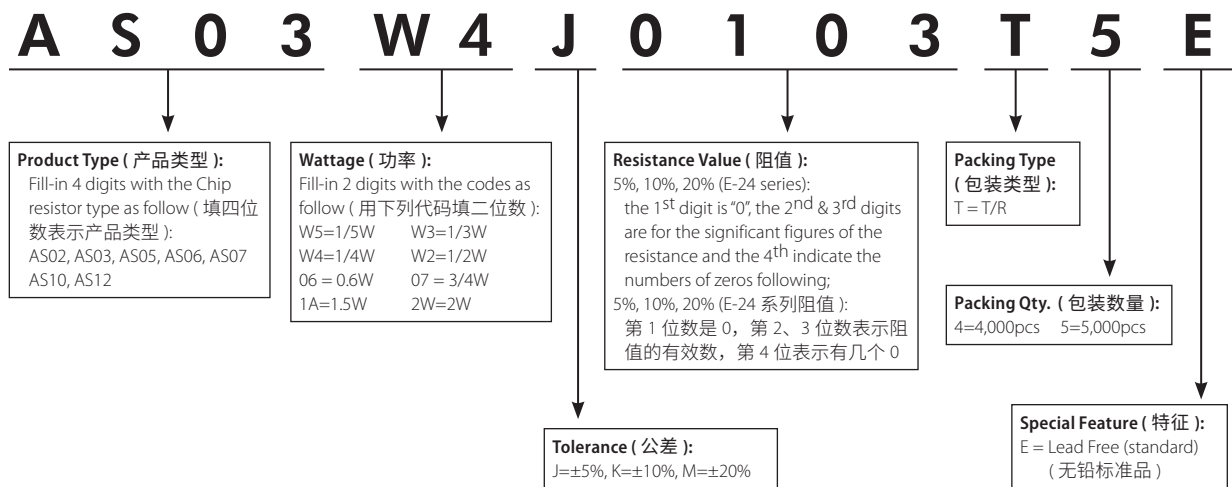 A S 0 3 W 4 J 0 1 0 3 T 5 E
Product Type ( 产品类型 ):
Fill-in 4 digits with the Chip
resistor type as follow ( 填四位
数表示产品类型 ):
AS02, AS03, AS05, AS06, AS07
AS10, AS12
Wattage ( 功率 ):
Fill-in 2 digits with the codes as
follow ( 用下列代码填二位数 ):
W5=1/5W W3=1/3W
W4=1/4W W2=1/2W
06 = 0.6W 07 = 3/4W
1A=1.5W 2W=2W
Resistance Value ( 阻值 ):
5%, 10%, 20% (E-24 series):
the 1st digit is "0", the 2nd & 3rd digits
are for the significant figures of the
resistance and the 4th indicate the
numbers of zeros following;
5%, 10%, 20% (E-24 系列阻值 ):
第 1 位数是 0，第 2、3 位数表示阻
值的有效数，第 4 位表示有几个 0
Packing Type
( 包装类型 ):
T = T/R
Packing Qty. ( 包装数量 ):
4=4,000pcs 5=5,000pcs
Tolerance ( 公差 ):
J=±5%, K=±10%, M=±20%
Special Feature ( 特征 ):
E = Lead Free (standard)
( 无铅标准品 )